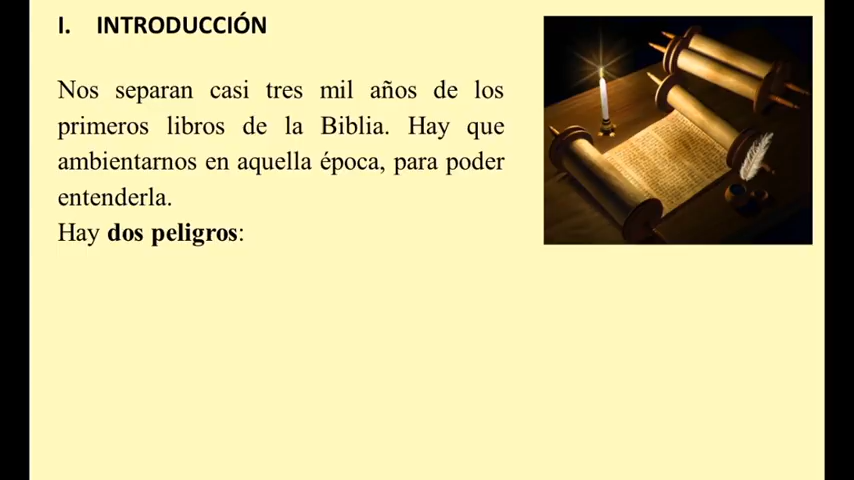 I. INTRODUCCIÓN
Nos separan casi tres mil años de los
primeros libros de la Biblia. Hay que
ambientarnos en aquella época, para poder
entenderla.
Hay dos peligros: